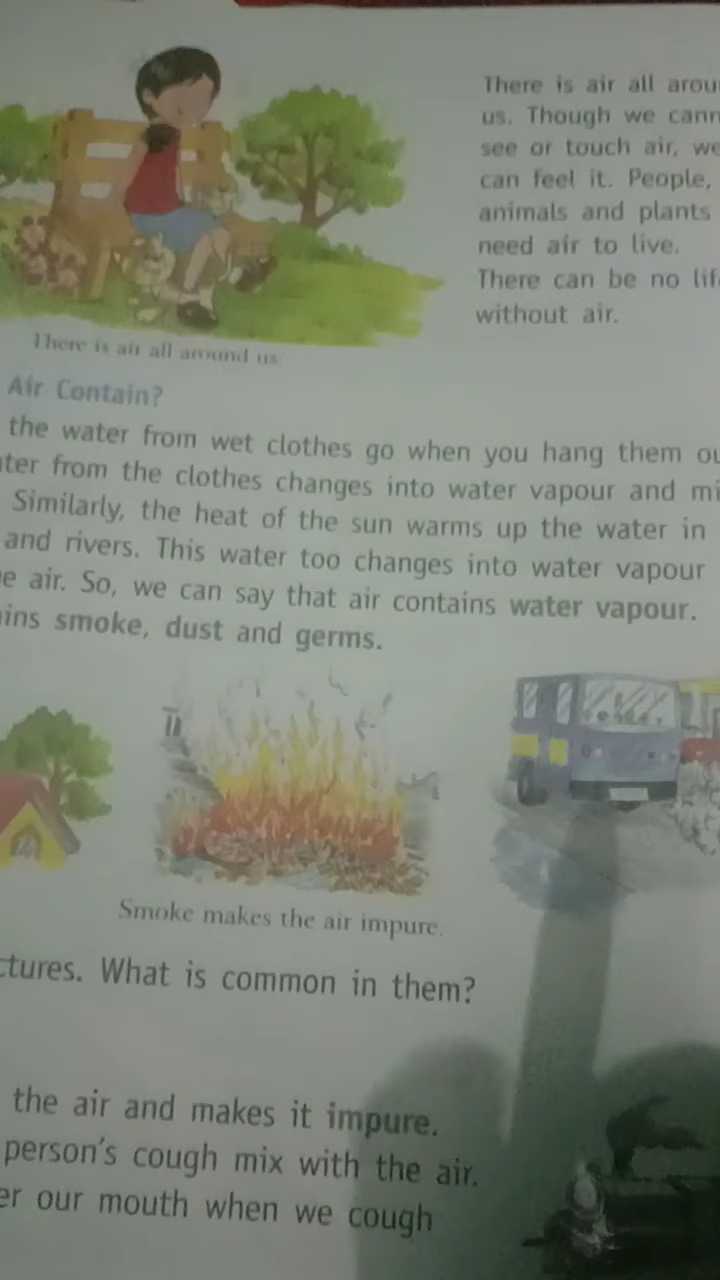 There is air all arou
us. Though we cann
see or touch air, we
can feel it. People,
animals and plants
need air to live.
There can be no lif
without air.
There is air all around us
Air Contain?
the water from wet clothes go when you hang them ou
ter from the clothes changes into water vapour and mi
Similarly, the heat of the sun warms up the water in
and rivers. This water too changes into water vapour
e air. So, we can say that air contains water vapour.
ins smoke, dust and germs.
Smoke makes the air impure.
ctures. What is common in them?
the air and makes it impure.
person's cough mix with the air.
er our mouth when we cough